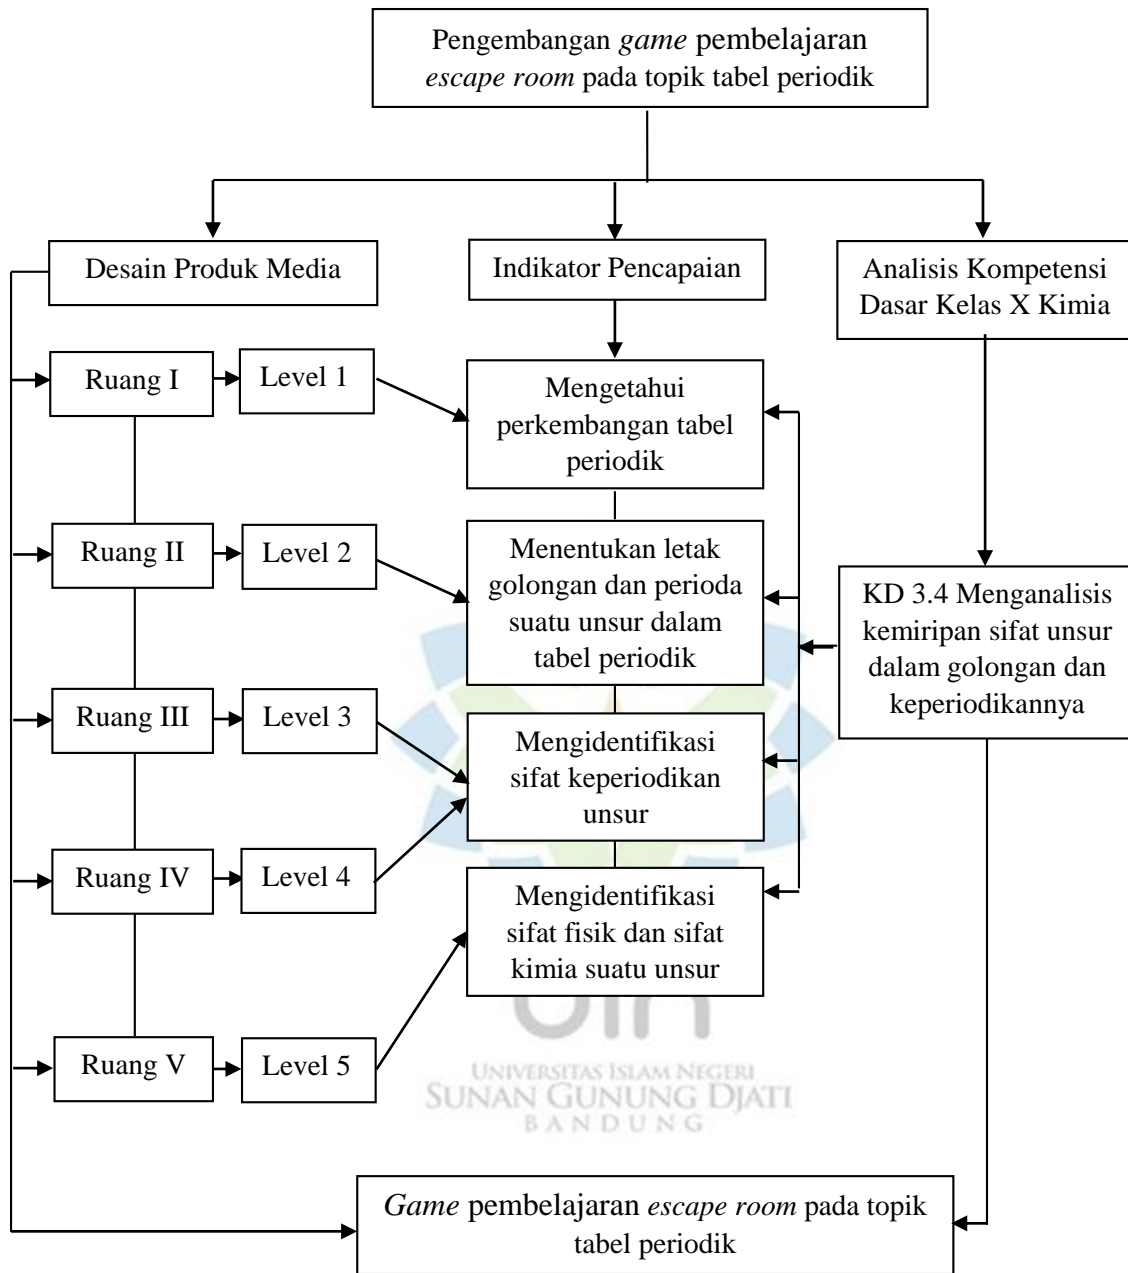 Pengembangan game pembelajaran
escape room pada topik tabel periodik
Desain Produk Media
Indikator Pencapaian
Analisis Kompetensi
Dasar Kelas X Kimia
Ruang I
Level 1
Mengetahui
perkembangan tabel
periodik
Ruang II
Level 2
Menentukan letak
golongan dan perioda
suatu unsur dalam
tabel periodik
KD 3.4 Menganalisis
kemiripan sifat unsur
dalam golongan dan
keperiodikannya
Ruang III
Level 3
Mengidentifikasi
sifat keperiodikan
unsur
Ruang IV
Level 4
Mengidentifikasi
sifat fisik dan sifat
kimia suatu unsur
Ruang V
Level 5
uin
UNIVERSITAS ISLAM NEGERI
SUNAN GUNUNG DJATI
BANDUNG
Game pembelajaran escape room pada topik
tabel periodik